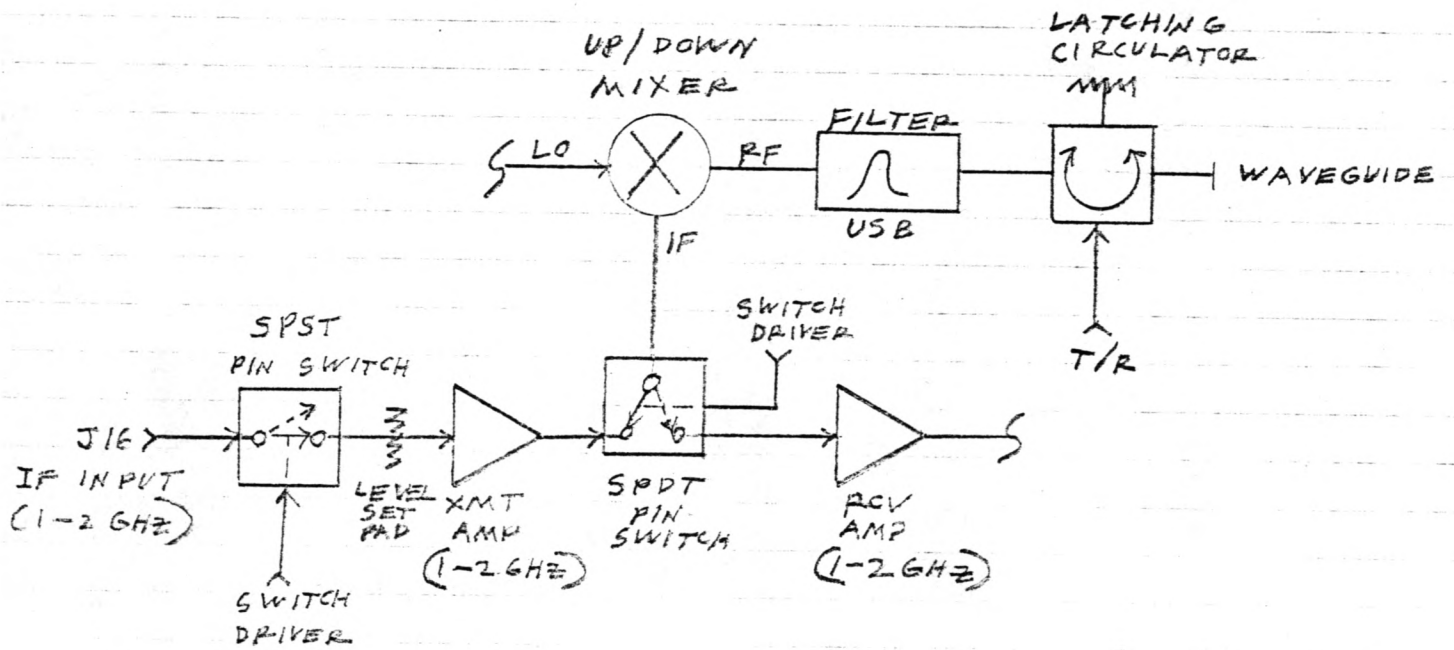 UP/DOWN
MIXER
LATCHING
CIRCULATOR
LO
RF
FILTER
USB
WAVEGUIDE
IF
T/R
SPST
PIN SWITCH
SWITCH
DRIVER
J16
IF INPUT
(1-2 GHZ)
LEVEL
SET
PAD
XMT
AMP
(1-2 GHZ)
SPDT
PIN
SWITCH
RCV
AMP
(1-2 GHZ)
SWITCH
DRIVER